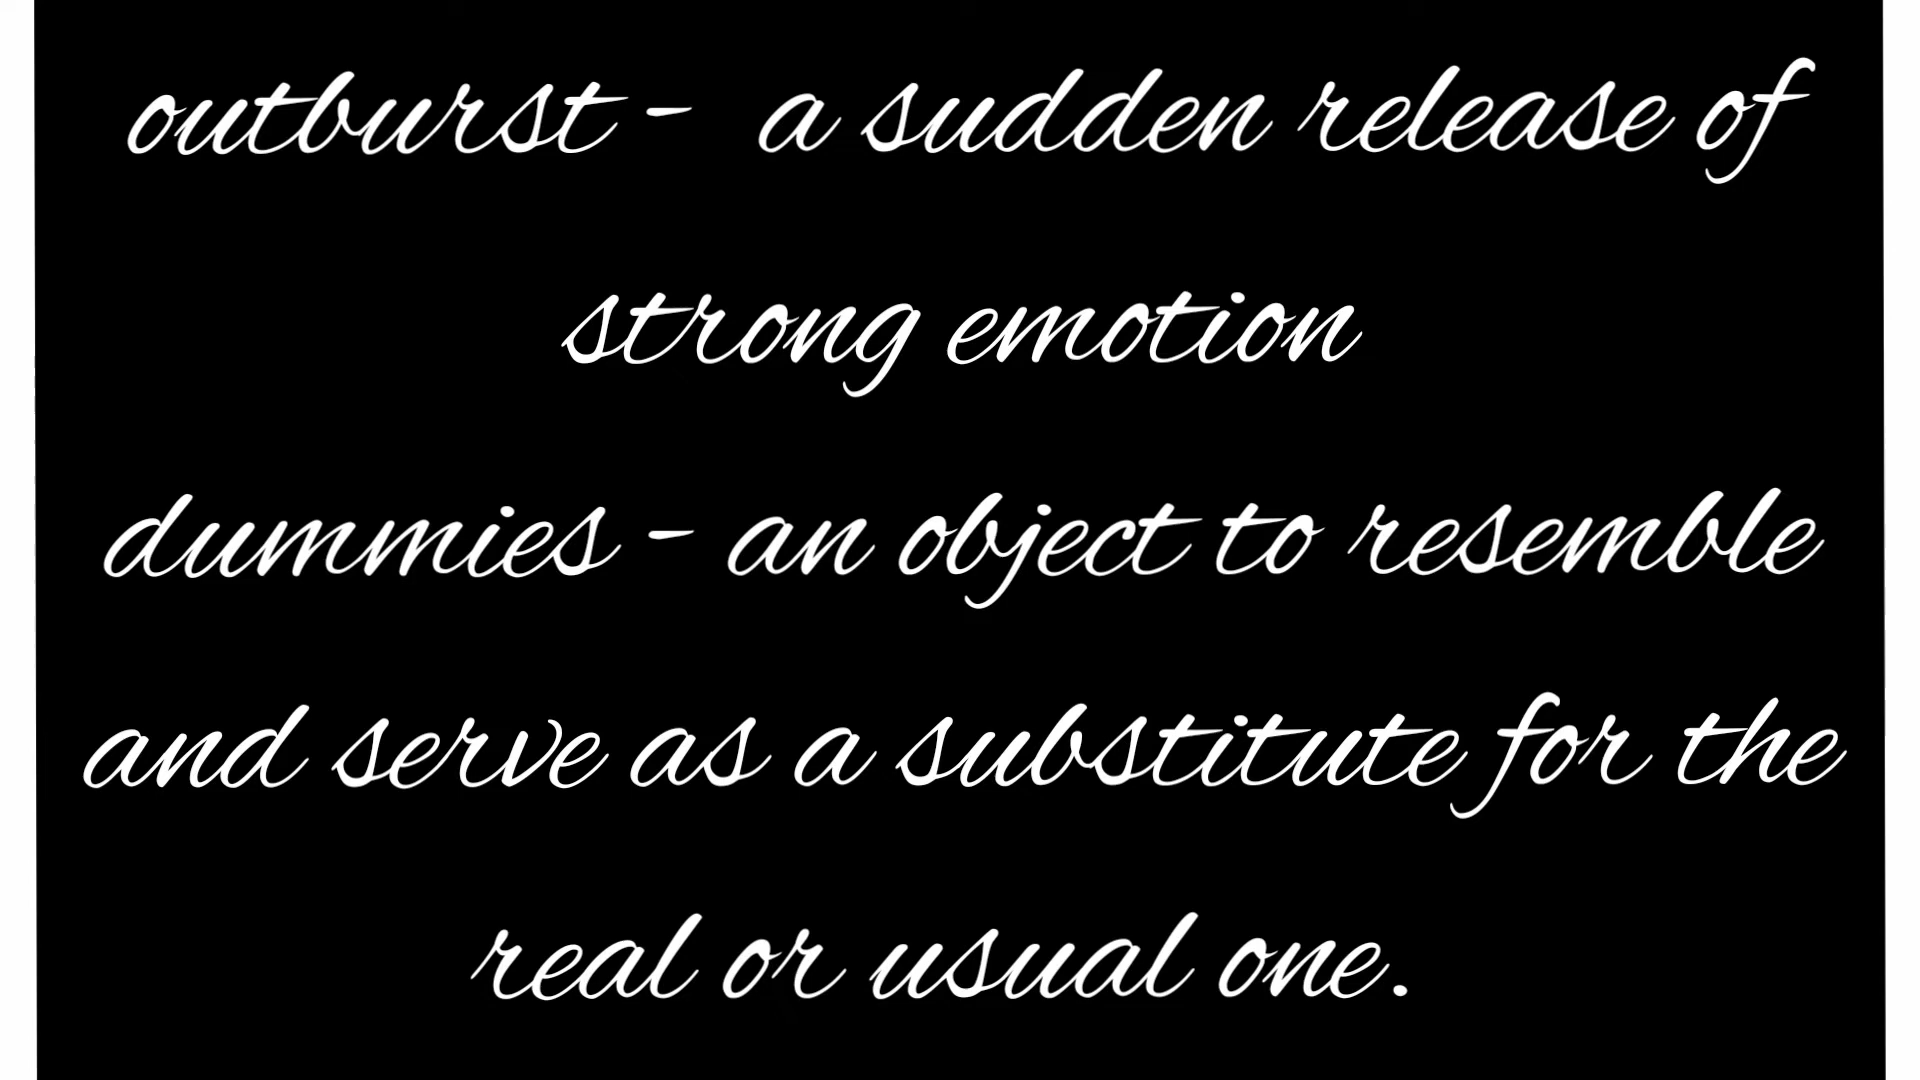 outburst - a sudden release of
strong emotion
dummies - an object to resemble
and serve as a substitute for the
real or usual one.